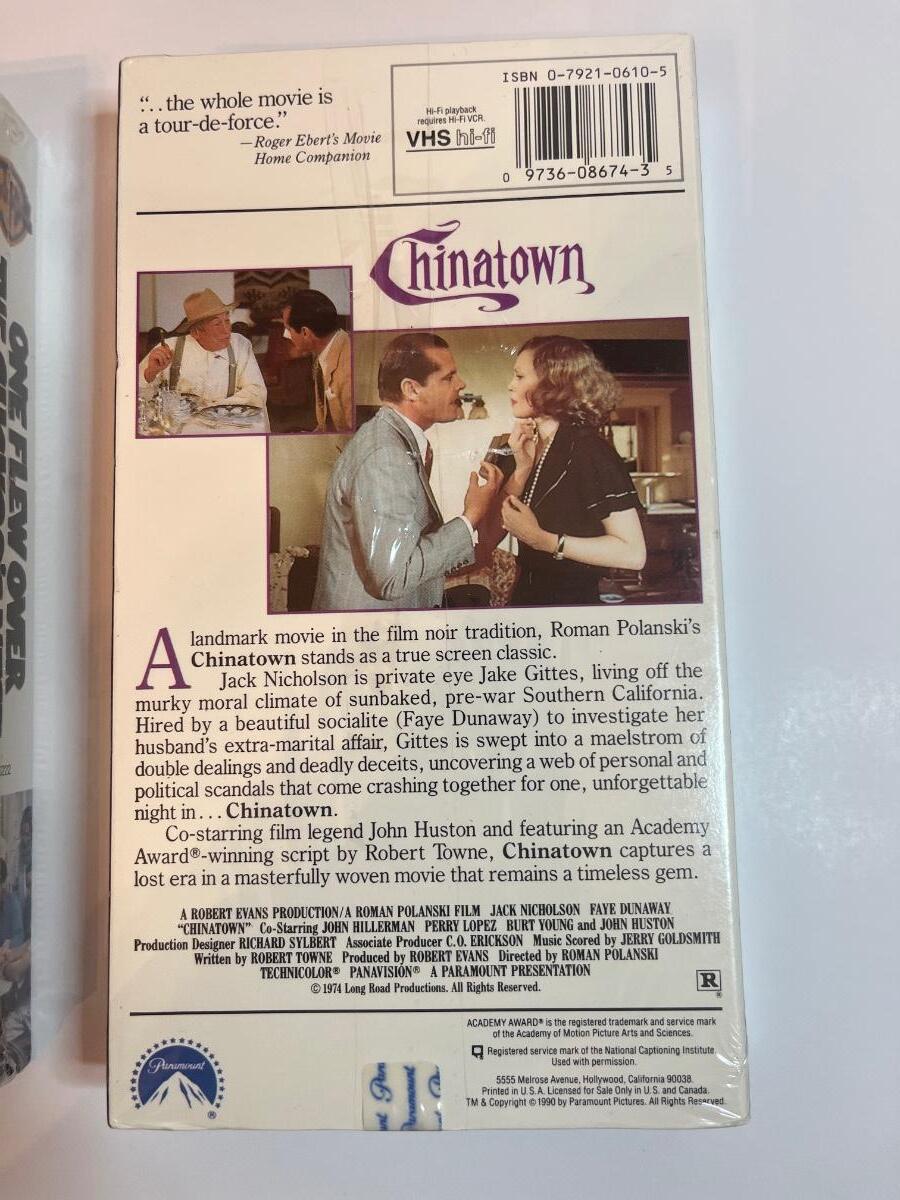 “. . .the whole movie is
a tour-de-force.”
—Roger Ebert's Movie
Home Companion
Hi-Fi playback
requires Hi-Fi VCR.
VHS hi-fi
ISBN 0-7921-0610-5
0 9736-08674-3 5
Chinatown
A landmark movie in the film noir tradition, Roman Polanski's
Chinatown stands as a true screen classic.
Jack Nicholson is private eye Jake Gittes, living off the
murky moral climate of sunbaked, pre-war Southern California.
Hired by a beautiful socialite (Faye Dunaway) to investigate her
husband's extra-marital affair, Gittes is swept into a maelstrom of
double dealings and deadly deceits, uncovering a web of personal and
political scandals that come crashing together for one, unforgettable
night in . . . Chinatown.
Co-starring film legend John Huston and featuring an Academy
Award®-winning script by Robert Towne, Chinatown captures a
lost era in a masterfully woven movie that remains a timeless gem.
A ROBERT EVANS PRODUCTION/A ROMAN POLANSKI FILM JACK NICHOLSON FAYE DUNAWAY
“CHINATOWN” Co-Starring JOHN HILLERMAN PERRY LOPEZ BURT YOUNG and JOHN HUSTON
Production Designer RICHARD SYLBERT Associate Producer C.O. ERICKSON Music Scored by JERRY GOLDSMITH
Written by ROBERT TOWNE Produced by ROBERT EVANS Directed by ROMAN POLANSKI
TECHNICOLOR® PANAVISION® A PARAMOUNT PRESENTATION
© 1974 Long Road Productions. All Rights Reserved.
R
Paramount
®
ACADEMY AWARD® is the registered trademark and service mark
of the Academy of Motion Picture Arts and Sciences.
Registered service mark of the National Captioning Institute.
Used with permission.
5555 Melrose Avenue, Hollywood, California 90038.
Printed in U.S.A. Licensed for Sale Only in U.S. and Canada.
TM & Copyright © 1990 by Paramount Pictures. All Rights Reserved.
ONE FLEW OVER